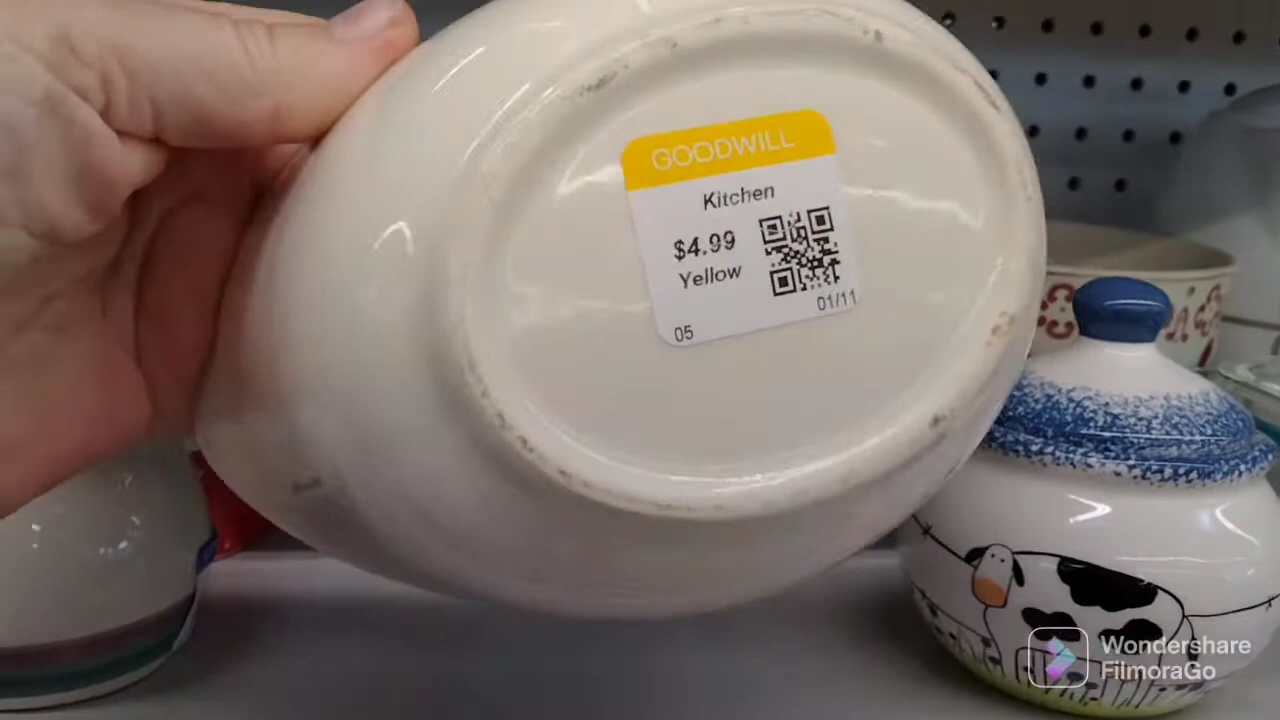 GOODWILL
Kitchen
$4.99
Yellow
01/11
05
Wondershare
FilmoraGo